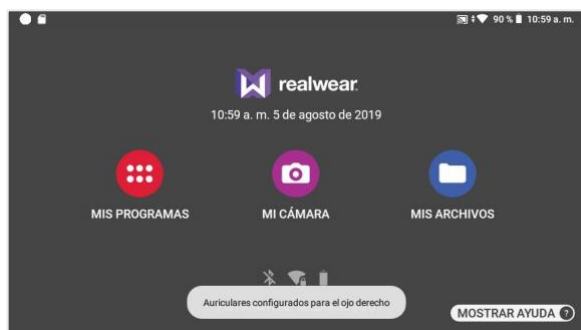 90 % 10:59 a. m.
realwear
10:59 a. m. 5 de agosto de 2019
MIS PROGRAMAS MI CÁMARA MIS ARCHIVOS
Auriculares configurados para el ojo derecho
MOSTRAR AYUDA ?